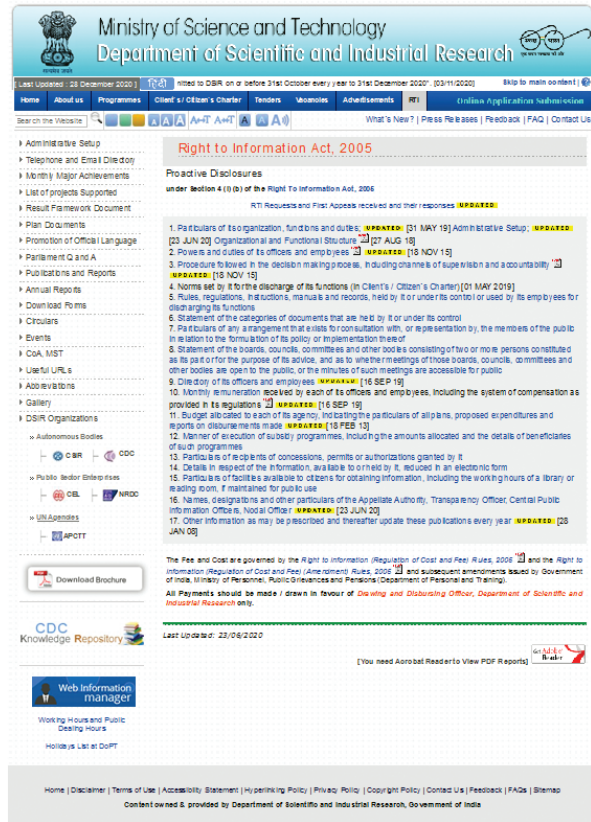 Ministry of Science and Technology
Department of Scientific and Industrial Research
सत्यमेव जयते
[ Last Updated : 28 December 2020 ] हिन्दी mitted to DSIR on or before 31st October every year to 31st December 2020". [03/11/2020] Skip to main content |
Home About us Programmes Client's / Citizen's Charter Tenders Vacancies Advertisements RTI Online Application Submission
Search the Website A A A A↔T A↔T A A A
What's New? | Press Releases | Feedback | FAQ | Contact Us
Administrative Setup
Telephone and Email Directory
Monthly Major Achievements
List of projects Supported
Result Framework Document
Plan Documents
Promotion of Official Language
Parliament Q and A
Publications and Reports
Annual Reports
Download Forms
Circulars
Events
CoA, MST
Useful URLs
Abbrevations
Gallery
DSIR Organizations
» Autonomous Bodies
CSIR CDC
» Public Sector Enterprises
CEL NRDC
» UN Agencies
APCTT
Download Brochure
CDC
Knowledge Repository
Web Information
manager
Working Hours and Public
Dealing Hours
Holidays List at DoPT
Right to Information Act, 2005
Proactive Disclosures
under Section 4 (I) (b) of the Right To Information Act, 2005
RTI Requests and First Appeals received and their responses UPDATED
1. Particulars of its organization, functions and duties; UPDATED [31 MAY 19] Administrative Setup; UPDATED
[23 JUN 20] Organizational and Functional Structure [27 AUG 18]
2. Powers and duties of its officers and employees UPDATED [18 NOV 15]
3. Procedure followed in the decision making process, including channels of supervision and accountability
UPDATED [18 NOV 15]
4. Norms set by it for the discharge of its functions (In Client's / Citizen's Charter) [01 MAY 2019]
5. Rules, regulations, instructions, manuals and records, held by it or under its control or used by its employees for
discharging its functions
6. Statement of the categories of documents that are held by it or under its control
7. Particulars of any arrangement that exists for consultation with, or representation by, the members of the public
in relation to the formulation of its policy or implementation thereof
8. Statement of the boards, councils, committees and other bodies consisting of two or more persons constituted
as its part or for the purpose of its advice, and as to whether meetings of those boards, councils, committees and
other bodies are open to the public, or the minutes of such meetings are accessible for public
9. Directory of its officers and employees UPDATED [16 SEP 19]
10. Monthly remuneration received by each of its officers and employees, including the system of compensation as
provided in its regulations UPDATED [16 SEP 19]
11. Budget allocated to each of its agency, indicating the particulars of all plans, proposed expenditures and
reports on disbursements made UPDATED [15 FEB 13]
12. Manner of execution of subsidy programmes, including the amounts allocated and the details of beneficiaries
of such programmes
13. Particulars of recipients of concessions, permits or authorizations granted by it
14. Details in respect of the information, available to or held by it, reduced in an electronic form
15. Particulars of facilities available to citizens for obtaining information, including the working hours of a library or
reading room, if maintained for public use
16. Names, designations and other particulars of the Appellate Authority, Transparency Officer, Central Public
Information Officers, Nodal Officer UPDATED [23 JUN 20]
17. Other information as may be prescribed and thereafter update these publications every year UPDATED [28
JAN 08]
The Fee and Cost are governed by the Right to Information (Regulation of Cost and Fee) Rules, 2005 and the Right to
Information (Regulation of Cost and Fee) (Amendment) Rules, 2005 and subsequent amendments issued by Government
of India, Ministry of Personnel, Public Grievances and Pensions (Department of Personal and Training).
All Payments should be made / drawn in favour of Drawing and Disbursing Officer, Department of Scientific and
Industrial Research only.
Last Updated: 23/06/2020
[You need Acrobat Reader to View PDF Reports] Get Adobe Reader
Home | Disclaimer | Terms of Use | Accessibility Statement | Hyperlinking Policy | Privacy Policy | Copyright Policy | Contact Us | Feedback | FAQs | Sitemap
Content owned & provided by Department of Scientific and Industrial Research, Government of India